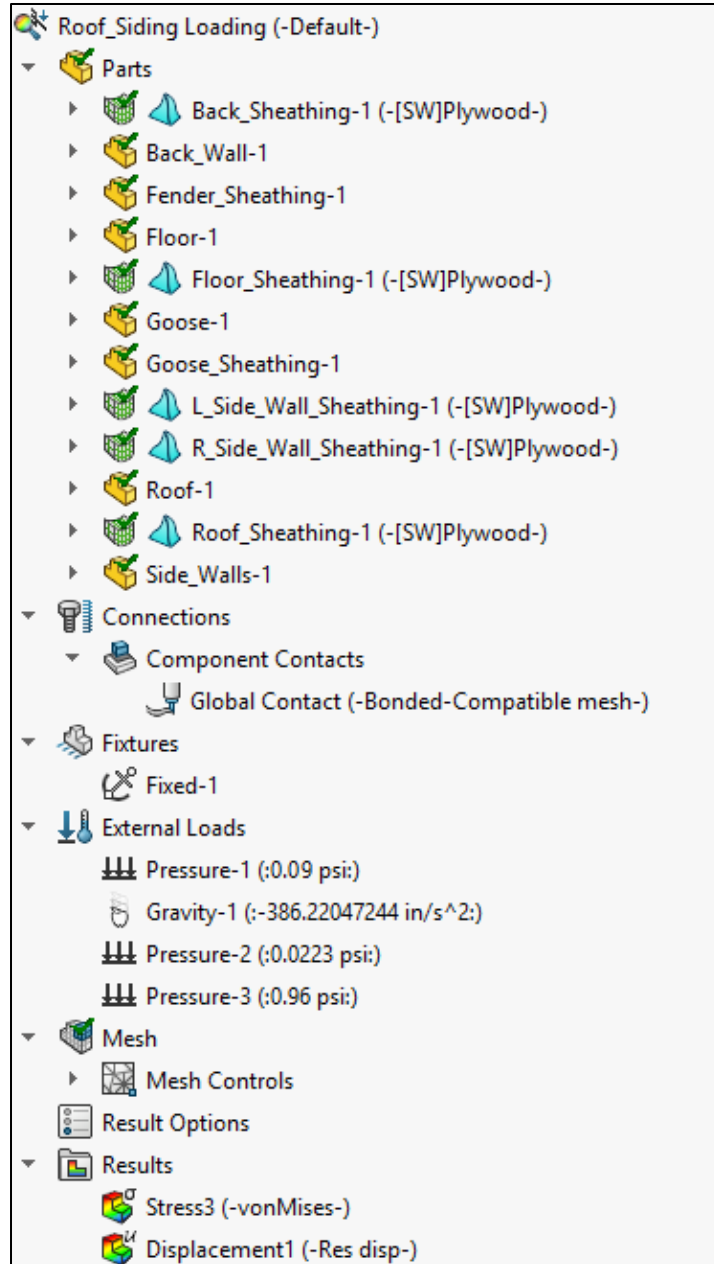 Roof_Siding Loading (-Default-)
Parts
Back_Sheathing-1 (-[SW]Plywood-)
Back_Wall-1
Fender_Sheathing-1
Floor-1
Floor_Sheathing-1 (-[SW]Plywood-)
Goose-1
Goose_Sheathing-1
L_Side_Wall_Sheathing-1 (-[SW]Plywood-)
R_Side_Wall_Sheathing-1 (-[SW]Plywood-)
Roof-1
Roof_Sheathing-1 (-[SW]Plywood-)
Side_Walls-1
Connections
Component Contacts
Global Contact (-Bonded-Compatible mesh-)
Fixtures
Fixed-1
External Loads
Pressure-1 (:0.09 psi:)
Gravity-1 (:-386.22047244 in/s^2:)
Pressure-2 (:0.0223 psi:)
Pressure-3 (:0.96 psi:)
Mesh
Mesh Controls
Result Options
Results
Stress3 (-vonMises-)
Displacement1 (-Res disp-)